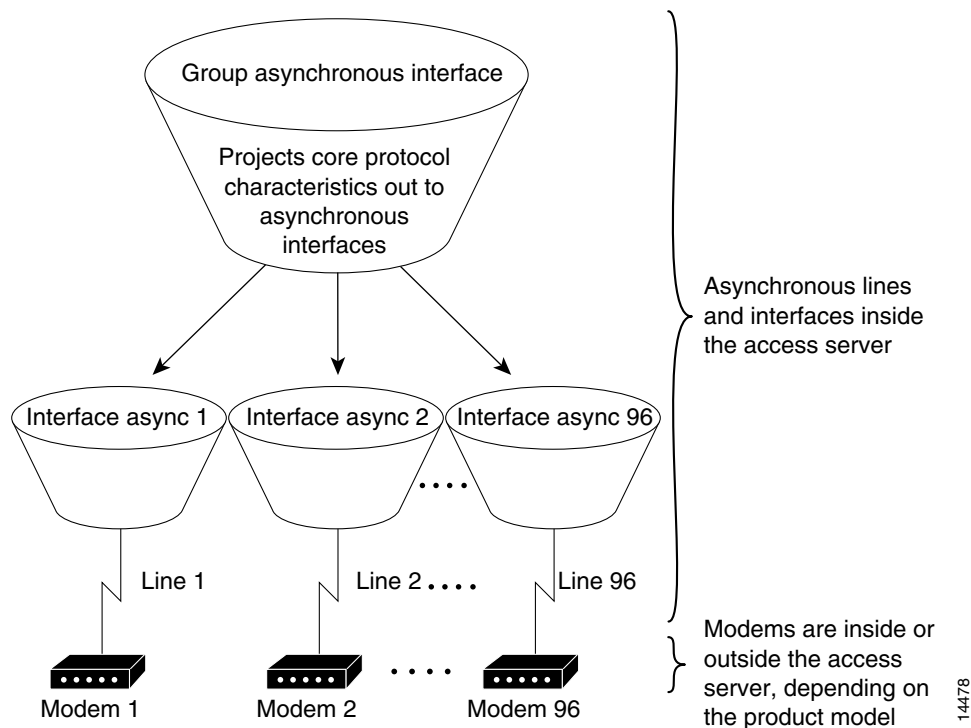 Group asynchronous interface
Projects core protocol
characteristics out to
asynchronous
interfaces
Asynchronous lines
and interfaces inside
the access server
Interface async 1
Interface async 2
Interface async 96
....
Line 1
Line 2 ....
Line 96
Modems are inside or
outside the access
server, depending on
the product model
....
Modem 1
Modem 2
Modem 96
14478